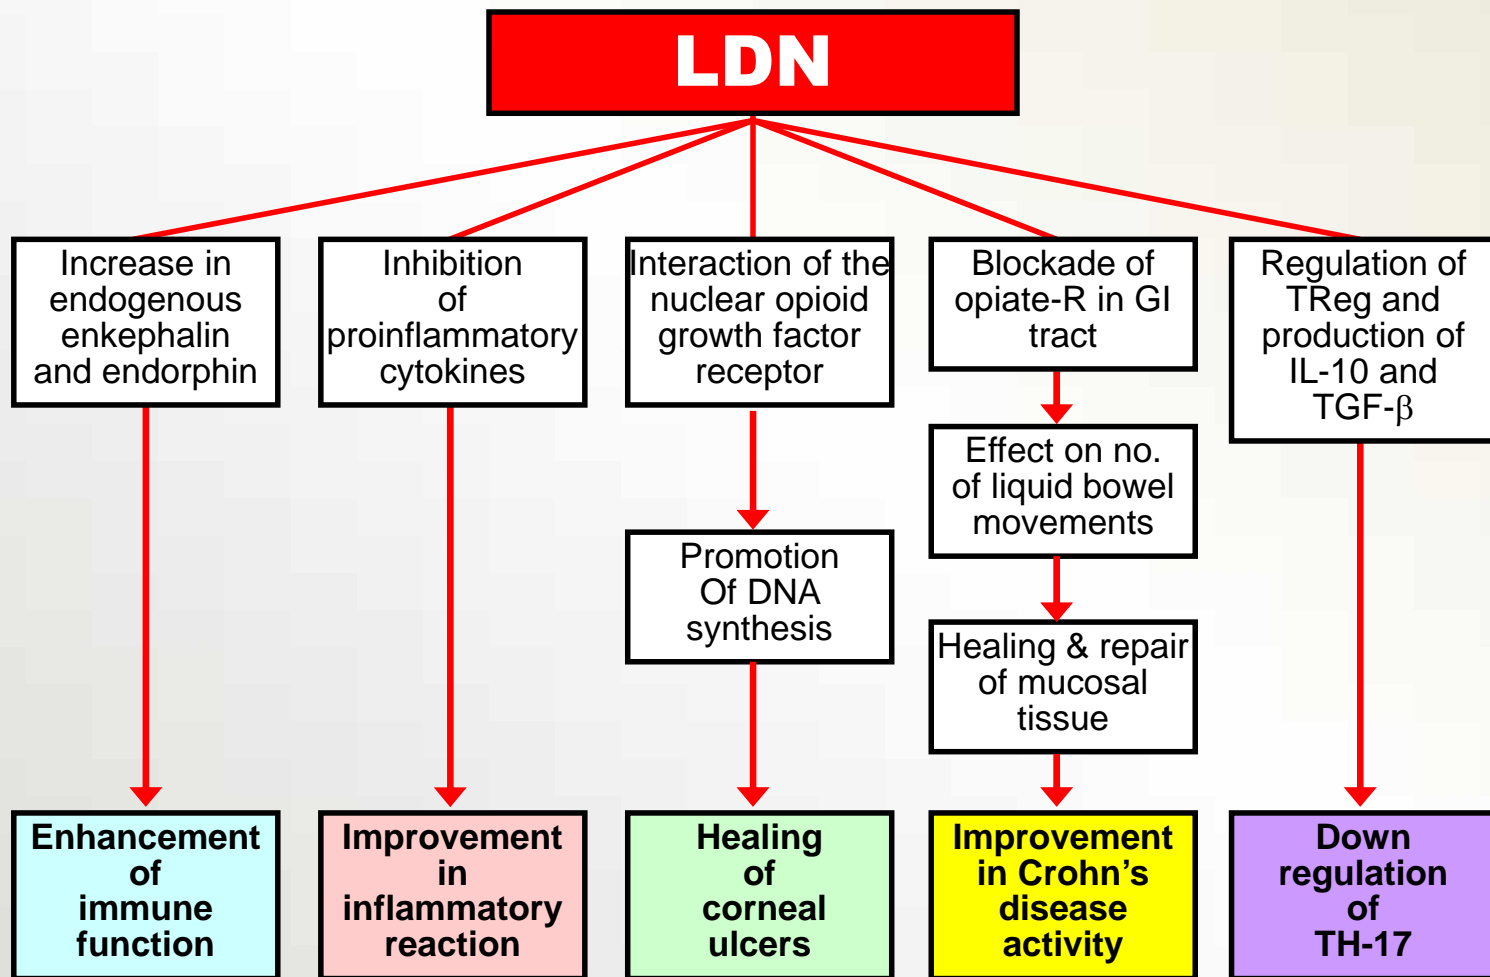 LDN
Increase in
endogenous
enkephalin
and endorphin
Inhibition
of
proinflammatory
cytokines
Interaction of the
nuclear opioid
growth factor
receptor
Blockade of
opiate-R in GI
tract
Regulation of
TReg and
production of
IL-10 and
TGF-β
Effect on no.
of liquid bowel
movements
Promotion
Of DNA
synthesis
Healing & repair
of mucosal
tissue
Enhancement
of
immune
function
Improvement
in
inflammatory
reaction
Healing
of
corneal
ulcers
Improvement
in Crohn’s
disease
activity
Down
regulation
of
TH-17